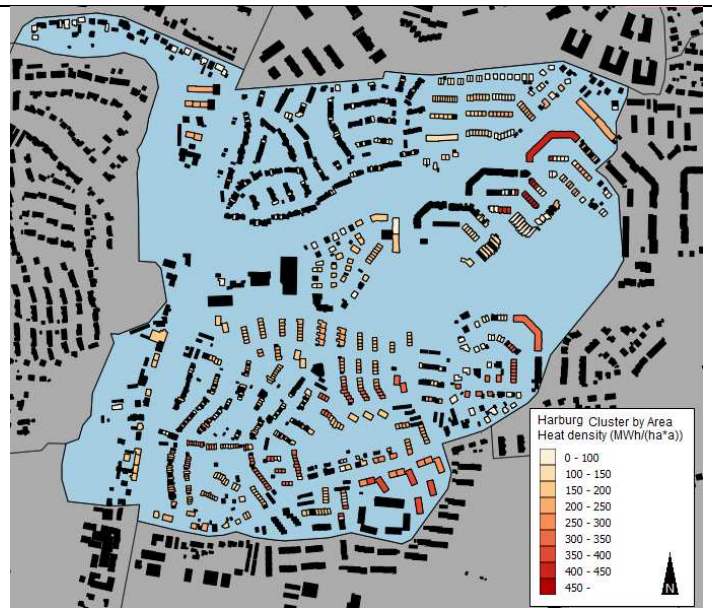 Harburg Cluster by Area
Heat density (MWh/(ha*a))
0 - 100
100 - 150
150 - 200
200 - 250
250 - 300
300 - 350
350 - 400
400 - 450
450 -
N